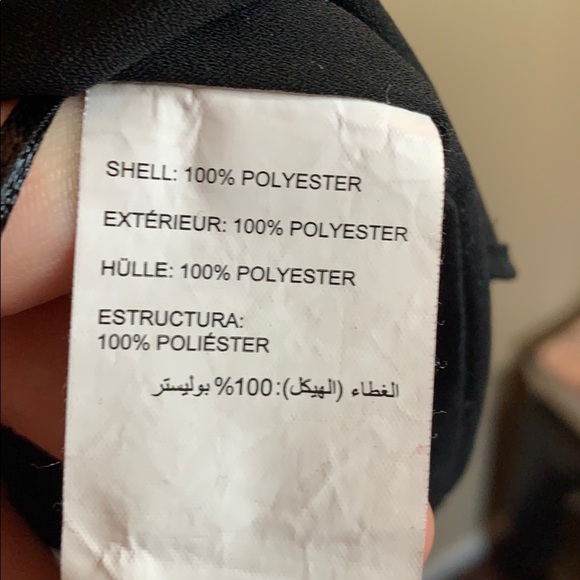 SHELL: 100% POLYESTER
EXTÉRIEUR: 100% POLYESTER
HÜLLE: 100% POLYESTER
ESTRUCTURA:
100% POLIÉSTER
الغطاء (الهيكل):100% بوليستر